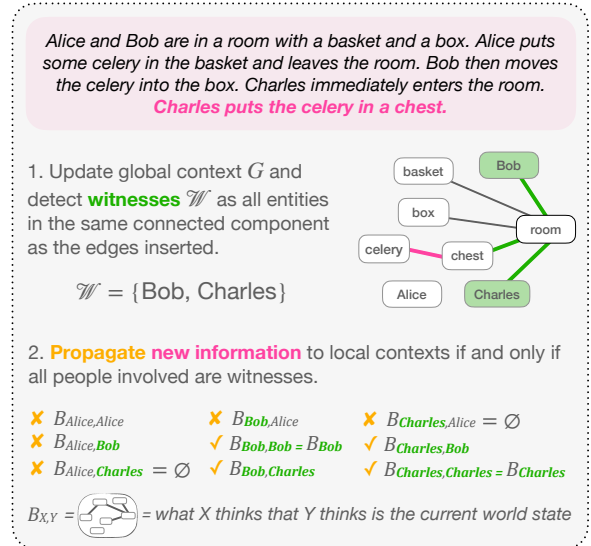 Alice and Bob are in a room with a basket and a box. Alice puts
some celery in the basket and leaves the room. Bob then moves
the celery into the box. Charles immediately enters the room.
Charles puts the celery in a chest.
1. Update global context G and
detect witnesses 𝒲 as all entities
in the same connected component
as the edges inserted.
𝒲 = {Bob, Charles}
basket
Bob
box
room
celery
chest
Alice
Charles
2. Propagate new information to local contexts if and only if
all people involved are witnesses.
✘ B_Alice,Alice ✘ B_Bob,Alice ✘ B_Charles,Alice = ∅
✘ B_Alice,Bob ✓ B_Bob,Bob = B_Bob ✓ B_Charles,Bob
✘ B_Alice,Charles = ∅ ✓ B_Bob,Charles ✓ B_Charles,Charles = B_Charles
B_X,Y = = what X thinks that Y thinks is the current world state